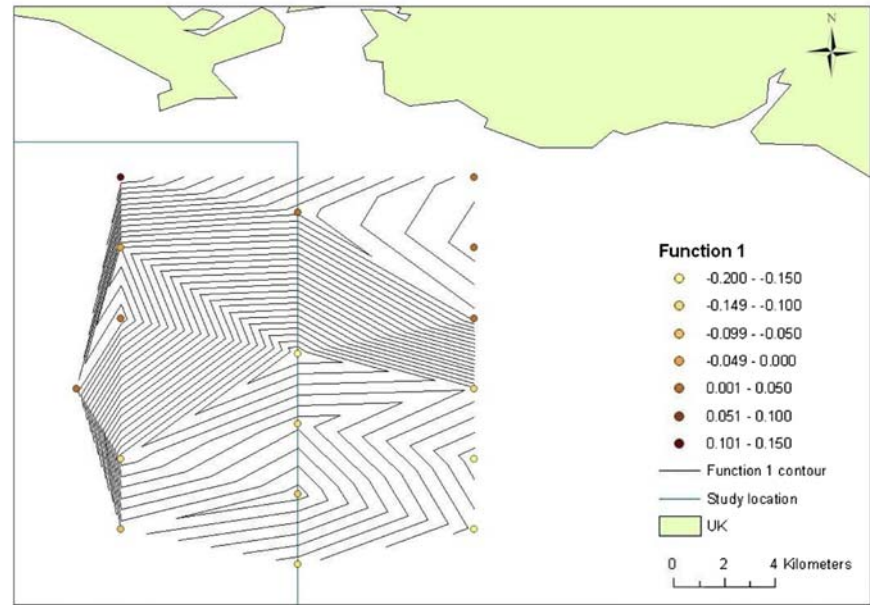 N
Function 1
-0.200 - -0.150
-0.149 - -0.100
-0.099 - -0.050
-0.049 - 0.000
0.001 - 0.050
0.051 - 0.100
0.101 - 0.150
Function 1 contour
Study location
UK
0 2 4 Kilometers